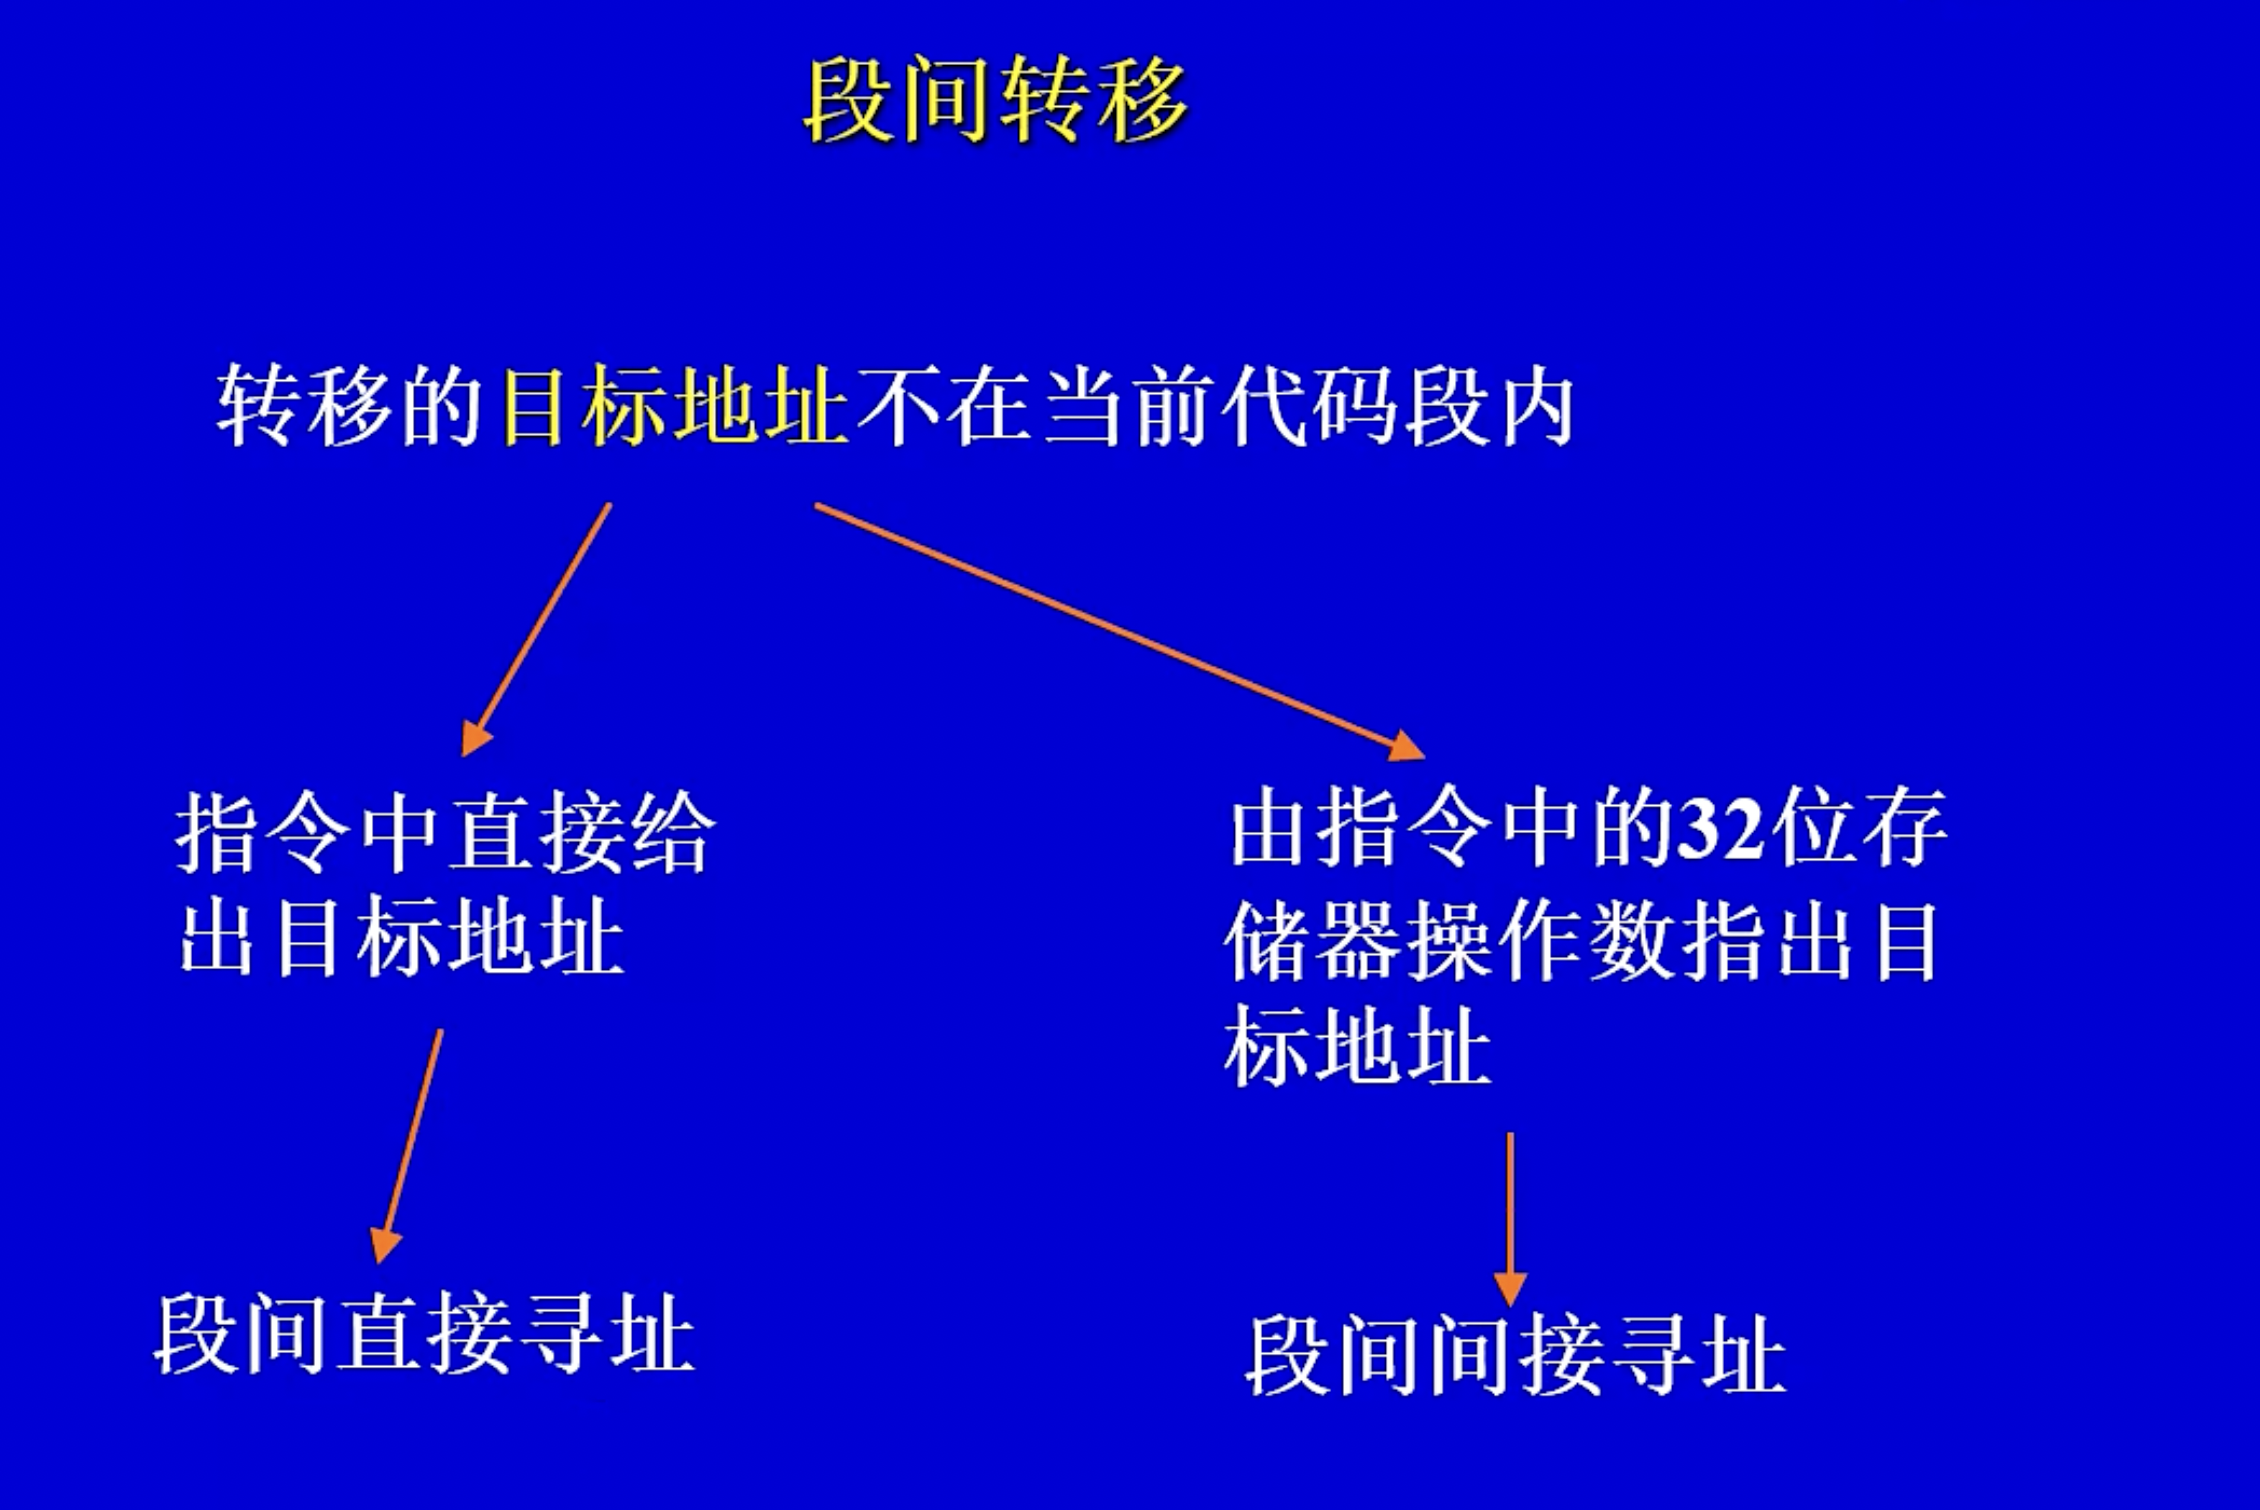 段间转移
转移的目标地址不在当前代码段内
指令中直接给
出目标地址
由指令中的32位存
储器操作数指出目
标地址
段间直接寻址
段间间接寻址